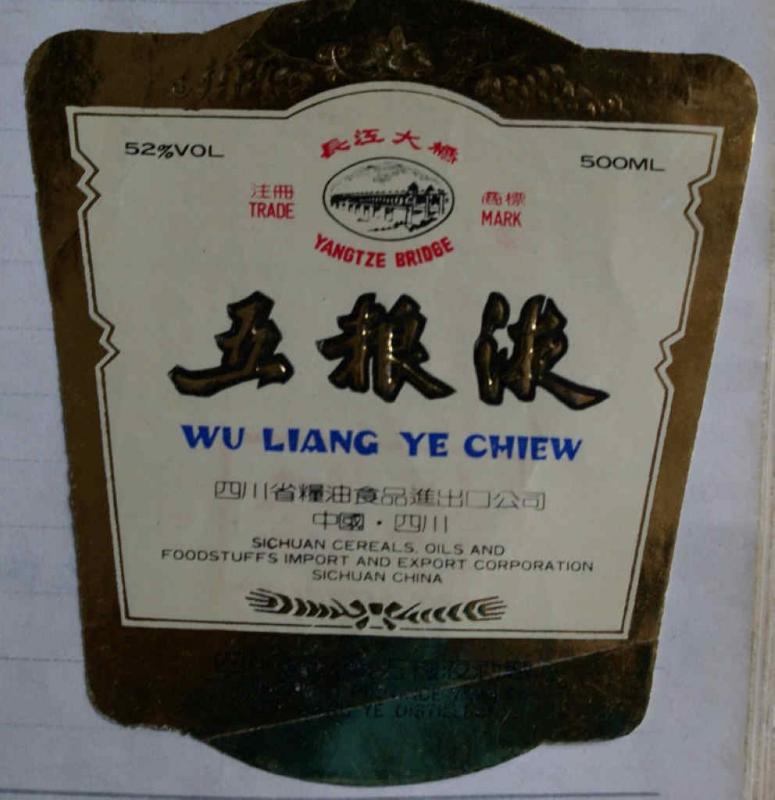 長江大橋
52%VOL
500ML
注冊
TRADE
商標
MARK
YANGTZE BRIDGE
五粮液
WU LIANG YE CHIEW
四川省糧油食品進出口公司
中國·四川
SICHUAN CEREALS, OILS AND
FOODSTUFFS IMPORT AND EXPORT CORPORATION
SICHUAN CHINA
YE DISTILLERY